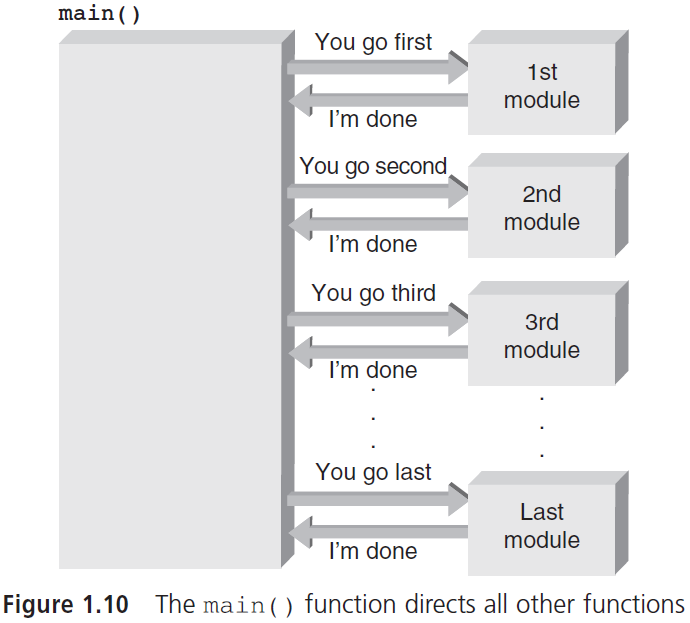 main()
You go first
1st
module
I'm done
You go second
2nd
module
I'm done
You go third
3rd
module
I'm done
.
.
.
.
.
.
You go last
Last
module
I'm done
Figure 1.10 The main() function directs all other functions